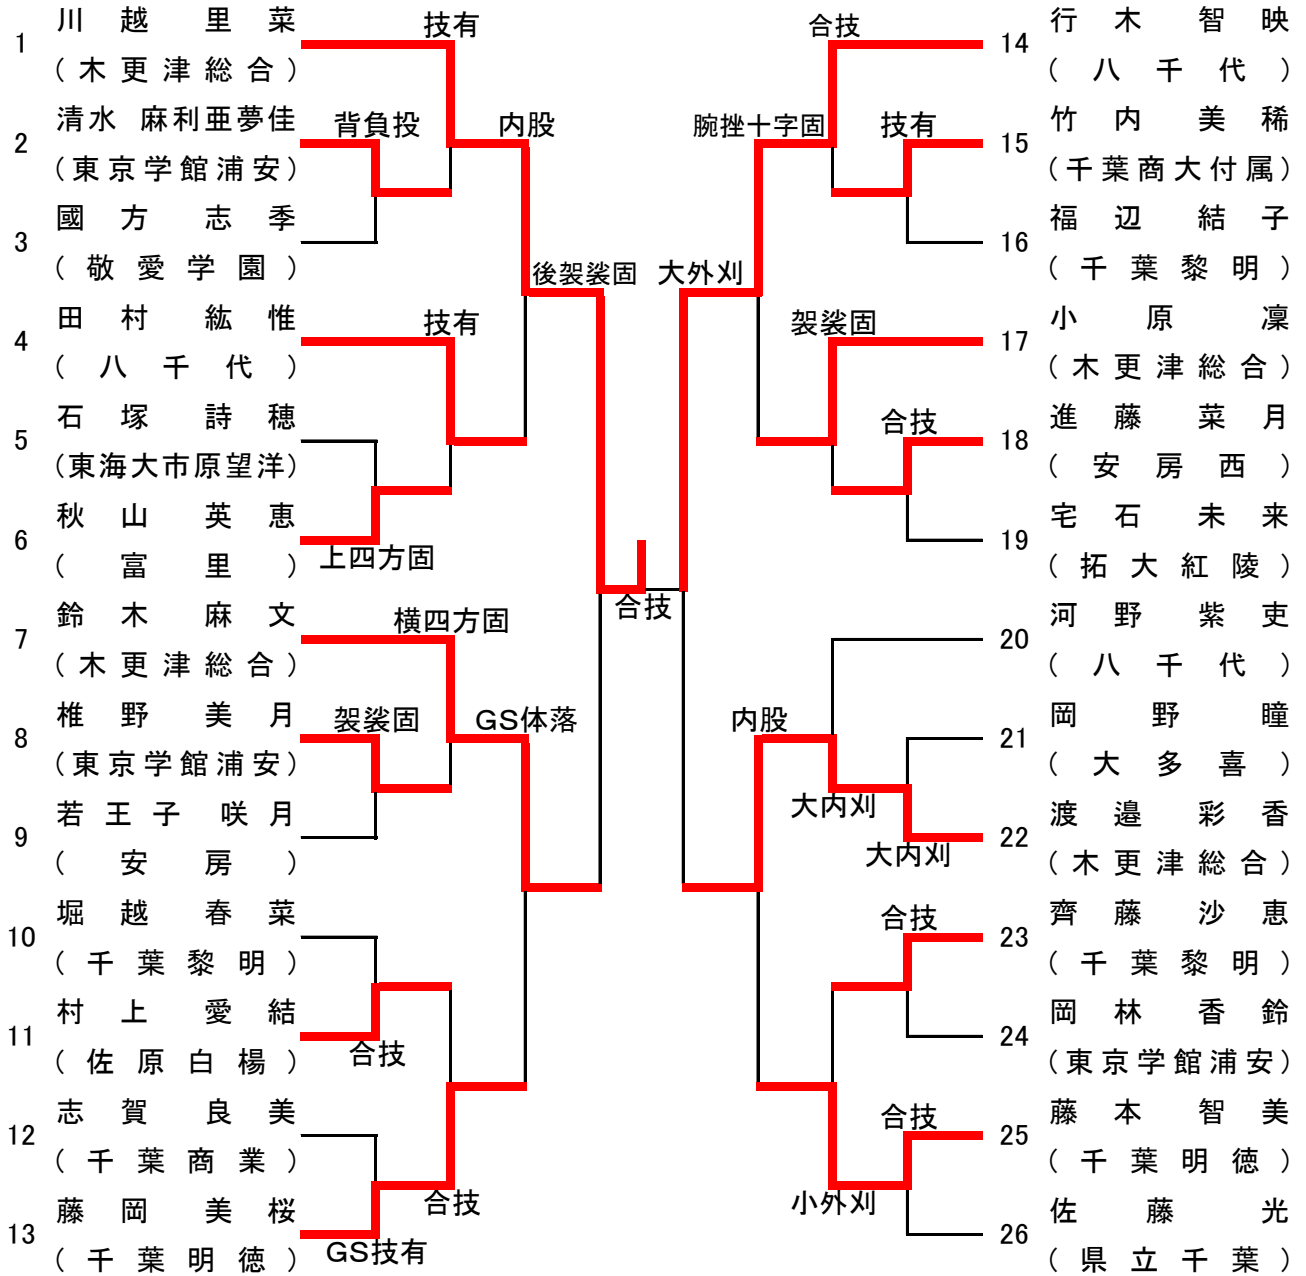 川越里菜
1
(木更津総合)
清水 麻利亜夢佳
2
(東京学館浦安)
國方志季
3
(敬愛学園)
田村紘惟
4
(八千代)
石塚詩穂
5
(東海大市原望洋)
秋山英恵
6
(富里)
鈴木麻文
7
(木更津総合)
椎野美月
8
(東京学館浦安)
若王子 咲月
9
(安房)
堀越春菜
10
(千葉黎明)
村上愛結
11
(佐原白楊)
志賀良美
12
(千葉商業)
藤岡美桜
13
(千葉明徳)
技有
背負投
内股
後袈裟固
技有
上四方固
横四方固
袈裟固
GS体落
合技
合技
GS技有
合技
合技
腕挫十字固
技有
大外刈
袈裟固
合技
内股
大内刈
大内刈
合技
合技
小外刈
行木智映
14
(八千代)
竹内美稀
15
(千葉商大付属)
福辺結子
16
(千葉黎明)
小原凜
17
(木更津総合)
進藤菜月
18
(安房西)
宅石未来
19
(拓大紅陵)
河野紫吏
20
(八千代)
岡野瞳
21
(大多喜)
渡邉彩香
22
(木更津総合)
齊藤沙恵
23
(千葉黎明)
岡林香鈴
24
(東京学館浦安)
藤本智美
25
(千葉明徳)
佐藤光
26
(県立千葉)